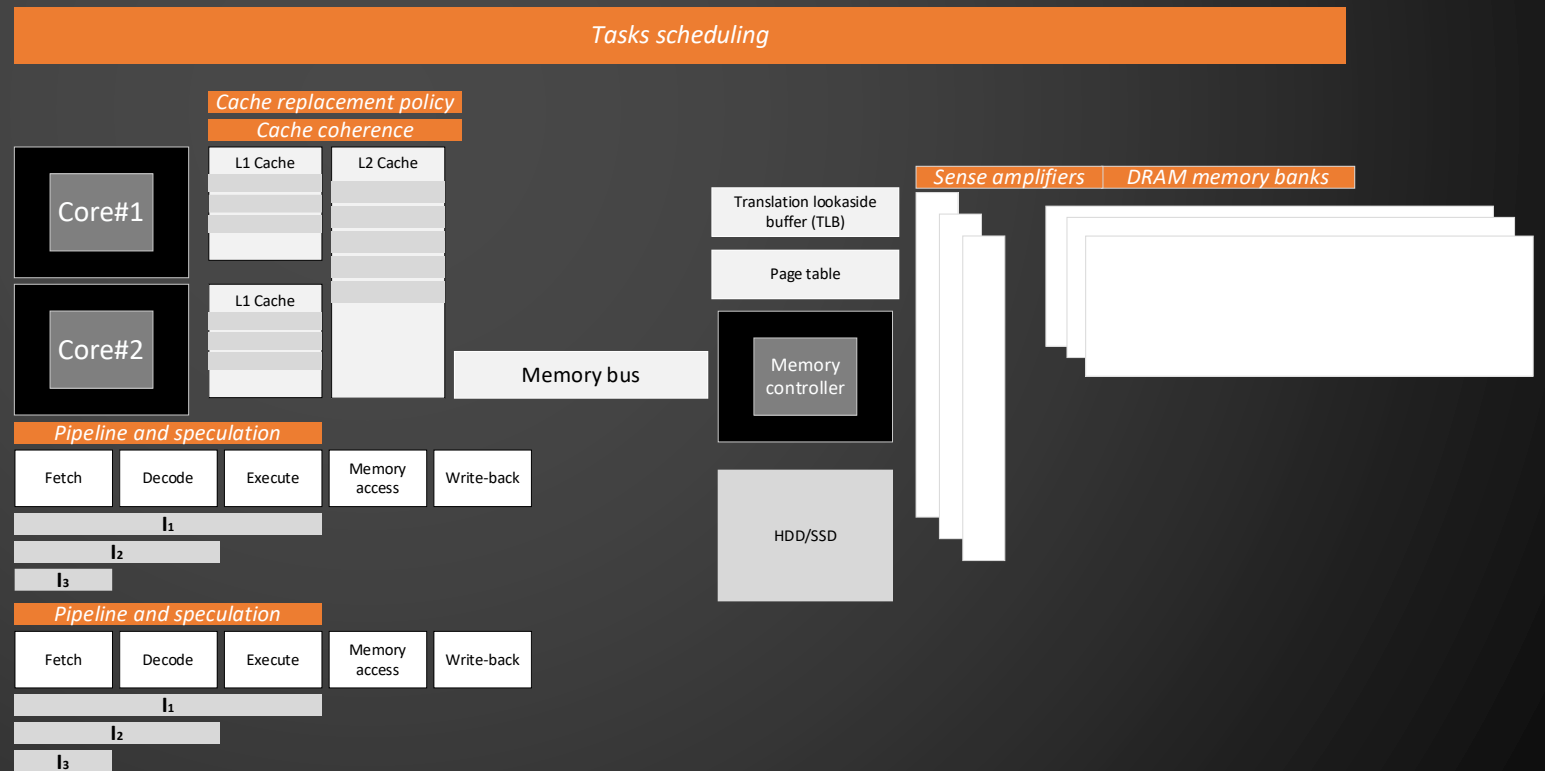 Tasks scheduling
Cache replacement policy
Cache coherence
Core#1
L1 Cache
L2 Cache
Core#2
L1 Cache
Memory bus
Translation lookaside
buffer (TLB)
Page table
Memory
controller
HDD/SSD
Sense amplifiers
DRAM memory banks
Pipeline and speculation
Fetch
Decode
Execute
Memory
access
Write-back
I₁
I₂
I₃
Pipeline and speculation
Fetch
Decode
Execute
Memory
access
Write-back
I₁
I₂
I₃